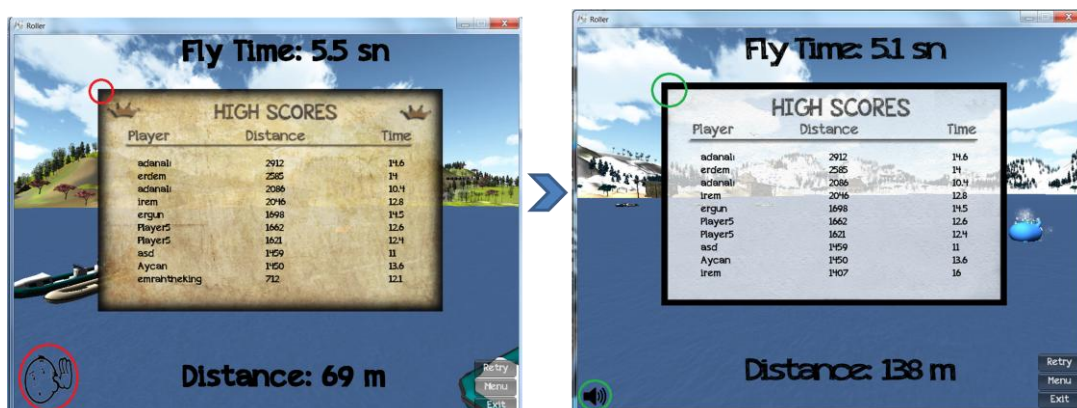 Roller
Fly Time: 5.5 sn
HIGH SCORES
Player Distance Time
adanalı 2912 14.6
erdem 2585 14
adanalı 2086 10.4
irem 2046 12.8
ergun 1698 14.5
Player5 1662 12.6
Player5 1621 12.4
asd 1459 11
Aycan 1450 13.6
emrahtheking 712 12.1
Distance: 69 m
Retry
Menu
Exit
Roller
Fly Time: 5.1 sn
HIGH SCORES
Player Distance Time
adanalı 2912 14.6
erdem 2585 14
adanalı 2086 10.4
irem 2046 12.8
ergun 1698 14.5
Player5 1662 12.6
Player5 1621 12.4
asd 1459 11
Aycan 1450 13.6
irem 1407 16
Distance: 138 m
Retry
Menu
Exit